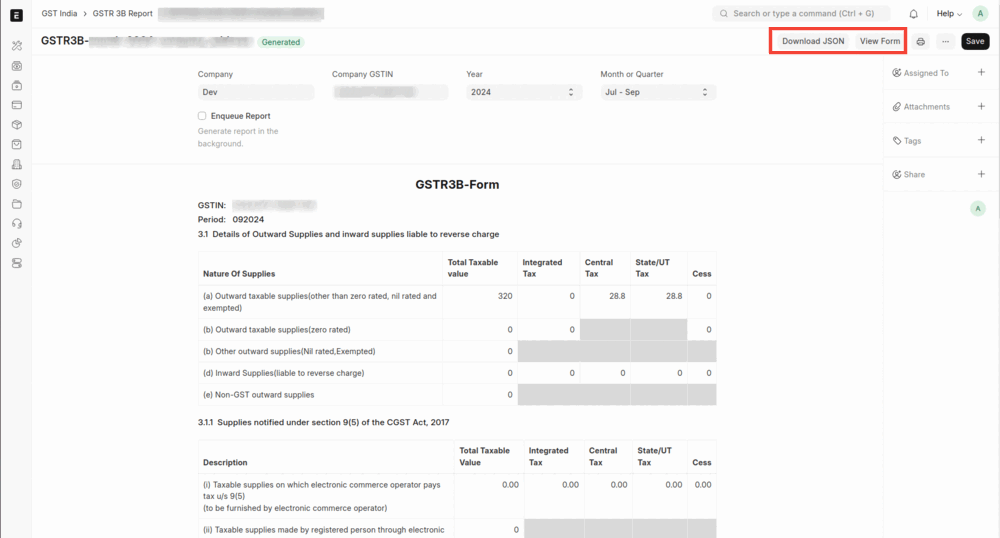 E
GST India > GSTR 3B Report
Search or type a command (Ctrl + G)
Help
A
GSTR3B-
Generated
Download JSON
View Form
Save
Company
Company GSTIN
Year
Month or Quarter
Dev
2024
Jul - Sep
Enqueue Report
Generate report in the
background.
Assigned To
Attachments
Tags
Share
A
GSTR3B-Form
GSTIN:
Period: 092024
3.1 Details of Outward Supplies and inward supplies liable to reverse charge
Nature Of Supplies
Total Taxable
value
Integrated
Tax
Central
Tax
State/UT
Tax
Cess
(a) Outward taxable supplies(other than zero rated, nil rated and
exempted)
320 0 28.8 28.8 0
(b) Outward taxable supplies(zero rated) 0 0 0
(b) Other outward supplies(Nil rated,Exempted) 0
(d) Inward Supplies(liable to reverse charge) 0 0 0 0 0
(e) Non-GST outward supplies 0
3.1.1 Supplies notified under section 9(5) of the CGST Act, 2017
Description
Total Taxable
Value
Integrated
Tax
Central
Tax
State/UT
Tax
Cess
(i) Taxable supplies on which electronic commerce operator pays
tax u/s 9(5)
(to be furnished by electronic commerce operator)
0.00 0.00 0.00 0.00 0.00
(ii) Taxable supplies made by registered person through electronic 0